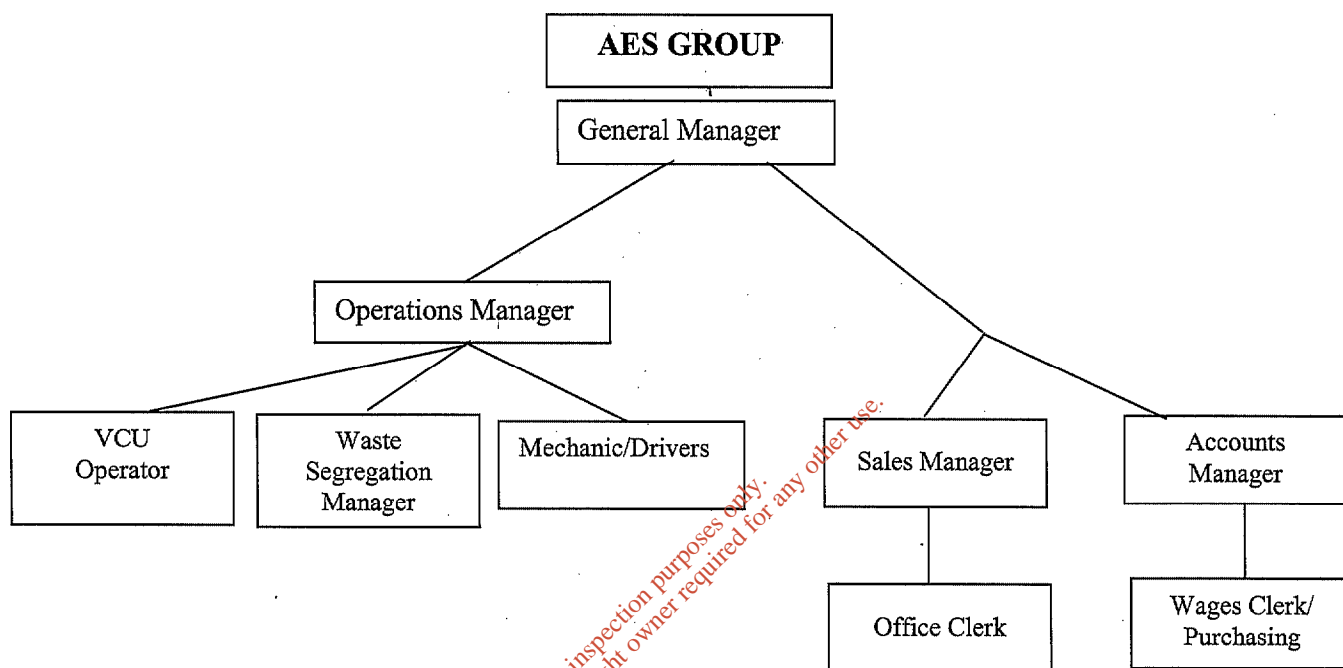 AES GROUP
General Manager
Operations Manager
VCU
Operator
Waste
Segregation
Manager
Mechanic/Drivers
Sales Manager
Accounts
Manager
Office Clerk
Wages Clerk/
Purchasing
inspection purposes only.
owner required for any other use.